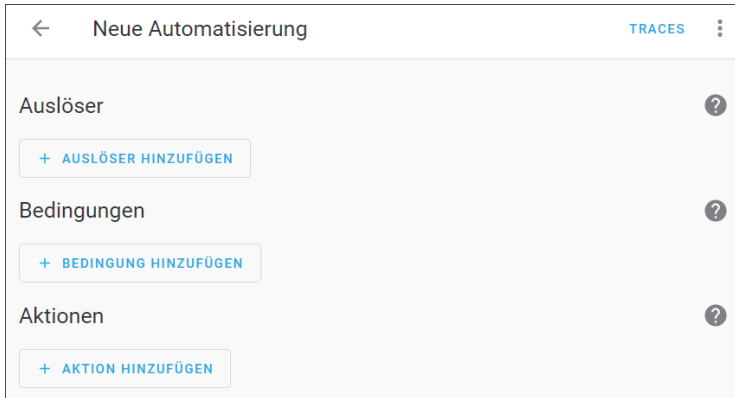 Neue Automatisierung TRACES
Auslöser
+ AUSLÖSER HINZUFÜGEN
Bedingungen
+ BEDINGUNG HINZUFÜGEN
Aktionen
+ AKTION HINZUFÜGEN